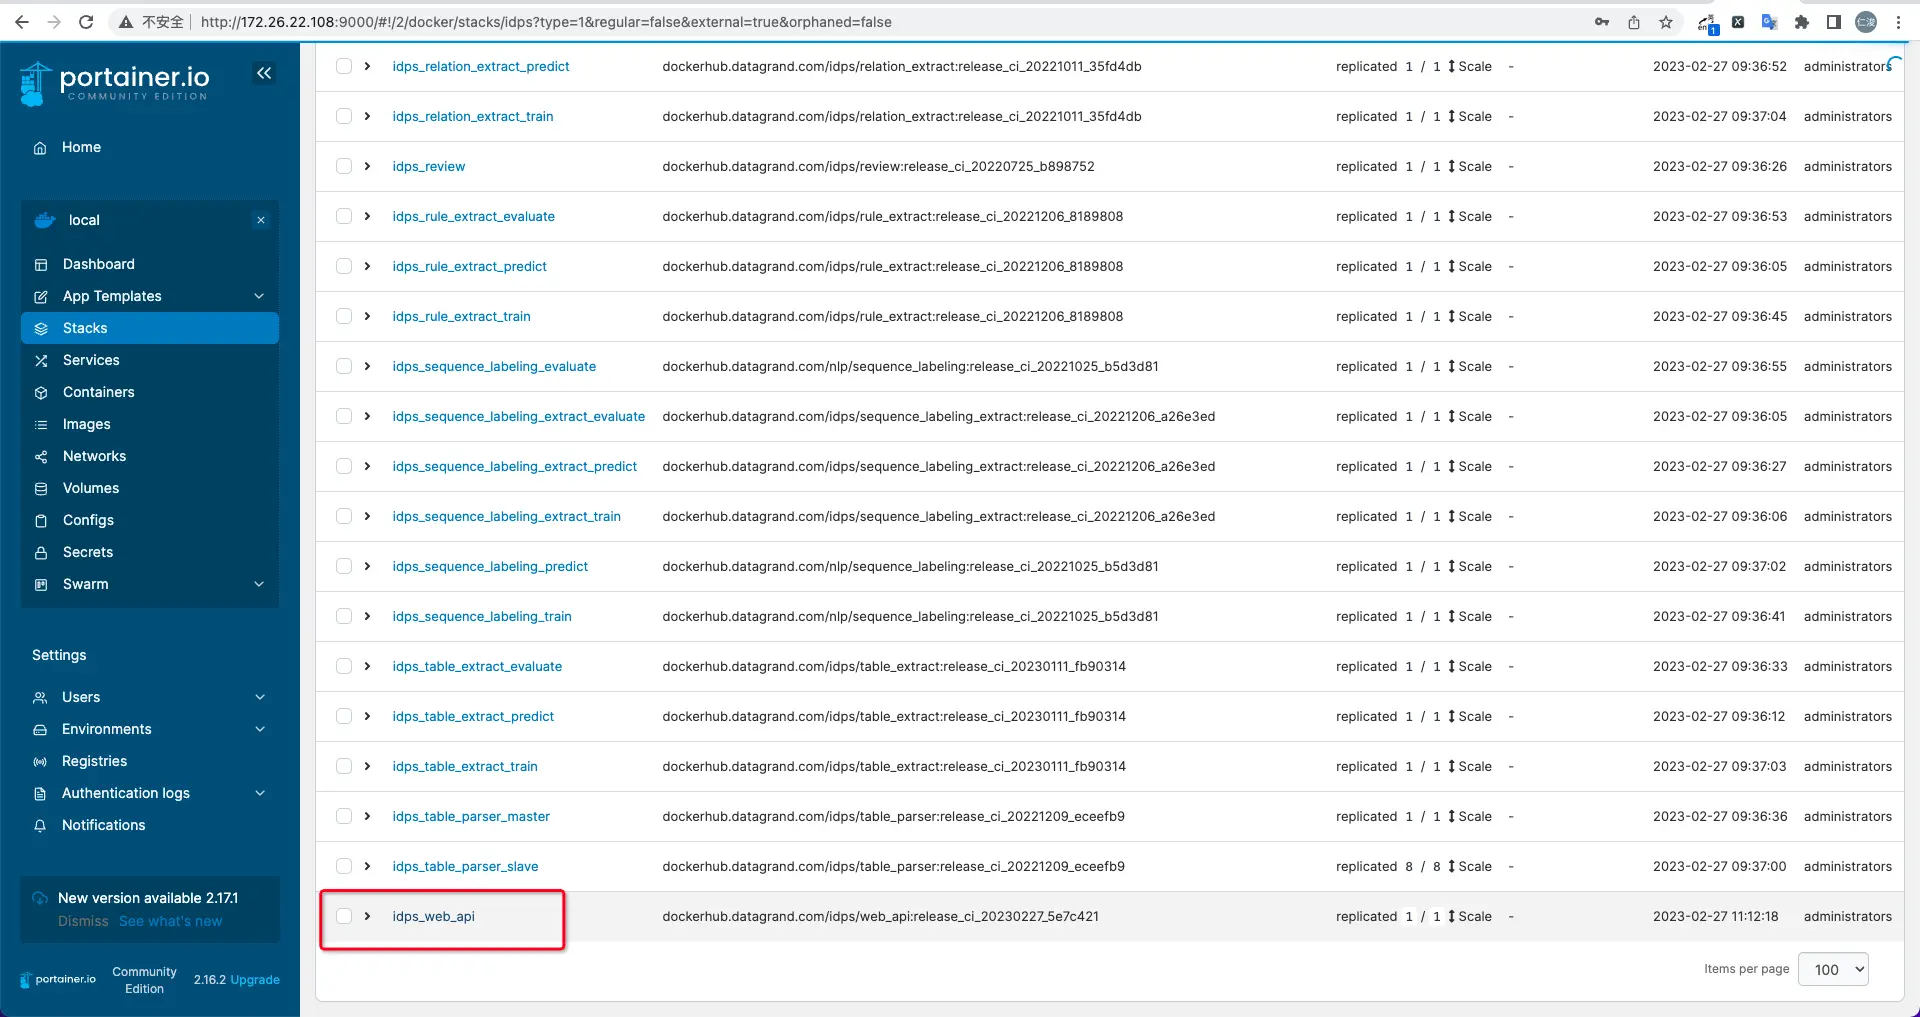 不安全 http://172.26.22.108:9000/#!/2/docker/stacks/idps?type=1&regular=false&external=true&orphaned=false
portainer.io
COMMUNITY EDITION
Home
local
Dashboard
App Templates
Stacks
Services
Containers
Images
Networks
Volumes
Configs
Secrets
Swarm
Settings
Users
Environments
Registries
Authentication logs
Notifications
New version available 2.17.1
Dismiss See what's new
portainer.io Community Edition 2.16.2 Upgrade
idps_relation_extract_predict dockerhub.datagrand.com/idps/relation_extract:release_ci_20221011_35fd4db replicated 1 / 1 Scale - 2023-02-27 09:36:52 administrators
idps_relation_extract_train dockerhub.datagrand.com/idps/relation_extract:release_ci_20221011_35fd4db replicated 1 / 1 Scale - 2023-02-27 09:37:04 administrators
idps_review dockerhub.datagrand.com/idps/review:release_ci_20220725_b898752 replicated 1 / 1 Scale - 2023-02-27 09:36:26 administrators
idps_rule_extract_evaluate dockerhub.datagrand.com/idps/rule_extract:release_ci_20221206_8189808 replicated 1 / 1 Scale - 2023-02-27 09:36:53 administrators
idps_rule_extract_predict dockerhub.datagrand.com/idps/rule_extract:release_ci_20221206_8189808 replicated 1 / 1 Scale - 2023-02-27 09:36:05 administrators
idps_rule_extract_train dockerhub.datagrand.com/idps/rule_extract:release_ci_20221206_8189808 replicated 1 / 1 Scale - 2023-02-27 09:36:45 administrators
idps_sequence_labeling_evaluate dockerhub.datagrand.com/nlp/sequence_labeling:release_ci_20221025_b5d3d81 replicated 1 / 1 Scale - 2023-02-27 09:36:55 administrators
idps_sequence_labeling_extract_evaluate dockerhub.datagrand.com/idps/sequence_labeling_extract:release_ci_20221206_a26e3ed replicated 1 / 1 Scale - 2023-02-27 09:36:05 administrators
idps_sequence_labeling_extract_predict dockerhub.datagrand.com/idps/sequence_labeling_extract:release_ci_20221206_a26e3ed replicated 1 / 1 Scale - 2023-02-27 09:36:27 administrators
idps_sequence_labeling_extract_train dockerhub.datagrand.com/idps/sequence_labeling_extract:release_ci_20221206_a26e3ed replicated 1 / 1 Scale - 2023-02-27 09:36:06 administrators
idps_sequence_labeling_predict dockerhub.datagrand.com/nlp/sequence_labeling:release_ci_20221025_b5d3d81 replicated 1 / 1 Scale - 2023-02-27 09:37:02 administrators
idps_sequence_labeling_train dockerhub.datagrand.com/nlp/sequence_labeling:release_ci_20221025_b5d3d81 replicated 1 / 1 Scale - 2023-02-27 09:36:41 administrators
idps_table_extract_evaluate dockerhub.datagrand.com/idps/table_extract:release_ci_20230111_fb90314 replicated 1 / 1 Scale - 2023-02-27 09:36:33 administrators
idps_table_extract_predict dockerhub.datagrand.com/idps/table_extract:release_ci_20230111_fb90314 replicated 1 / 1 Scale - 2023-02-27 09:36:12 administrators
idps_table_extract_train dockerhub.datagrand.com/idps/table_extract:release_ci_20230111_fb90314 replicated 1 / 1 Scale - 2023-02-27 09:37:03 administrators
idps_table_parser_master dockerhub.datagrand.com/idps/table_parser:release_ci_20221209_eceefb9 replicated 1 / 1 Scale - 2023-02-27 09:36:36 administrators
idps_table_parser_slave dockerhub.datagrand.com/idps/table_parser:release_ci_20221209_eceefb9 replicated 8 / 8 Scale - 2023-02-27 09:37:00 administrators
idps_web_api dockerhub.datagrand.com/idps/web_api:release_ci_20230227_5e7c421 replicated 1 / 1 Scale - 2023-02-27 11:12:18 administrators
Items per page 100